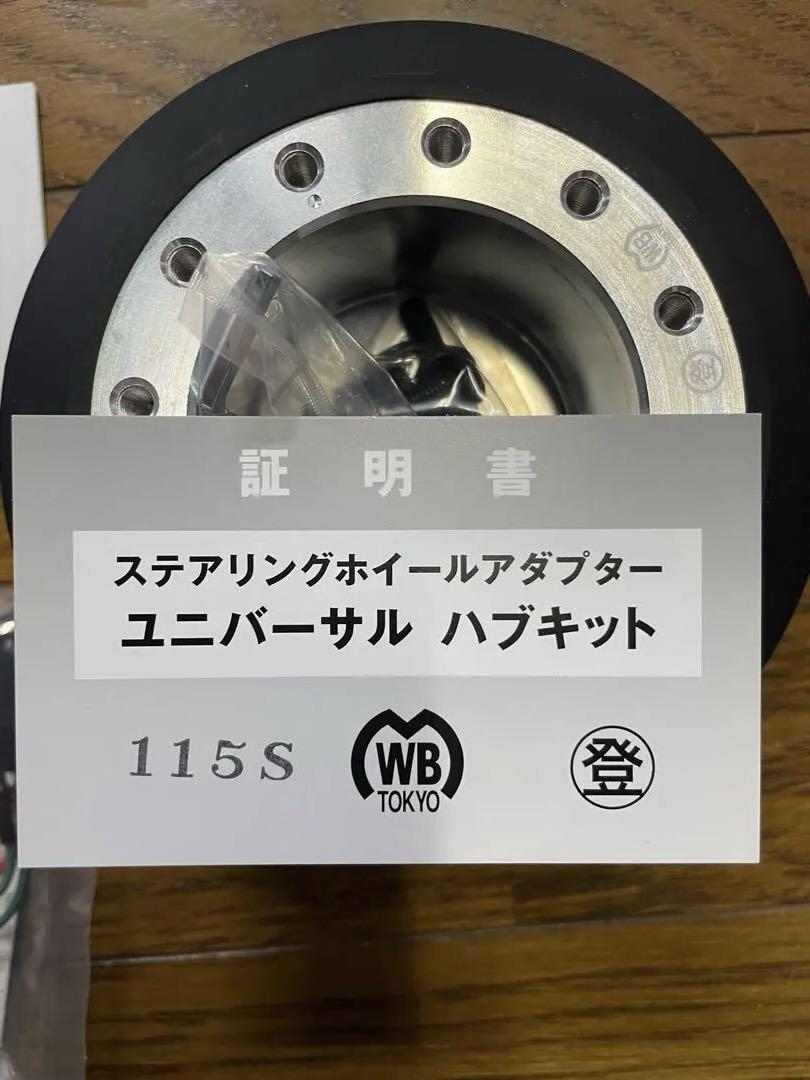 WB
証 明 書
ステアリングホイールアダプター
ユニバーサル ハブキット
115S
WB
TOKYO
登